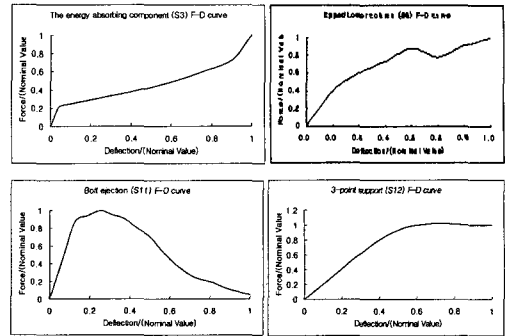 The energy absorbing component (S3) F-D curve
Force/(Nominal Value
1
0.8
0.6
0.4
0.2
0
0 0.2 0.4 0.6 0.8 1
Deflection/(Nominal Value)
F-D
1.0
0.8
0.6
0.4
0.2
0.0
Bolt ejection (S11) F-D curve
Force/(Nominal Value
1
0.8
0.6
0.4
0.2
0
0 0.2 0.4 0.6 0.8 1
Deflection/(Nominal Value)
3-point support (S12) F-D curve
Force/(Nominal Value
1.2
1
0.8
0.6
0.4
0.2
0
0 0.2 0.4 0.6 0.8 1
Deflection/(Nominal Value)